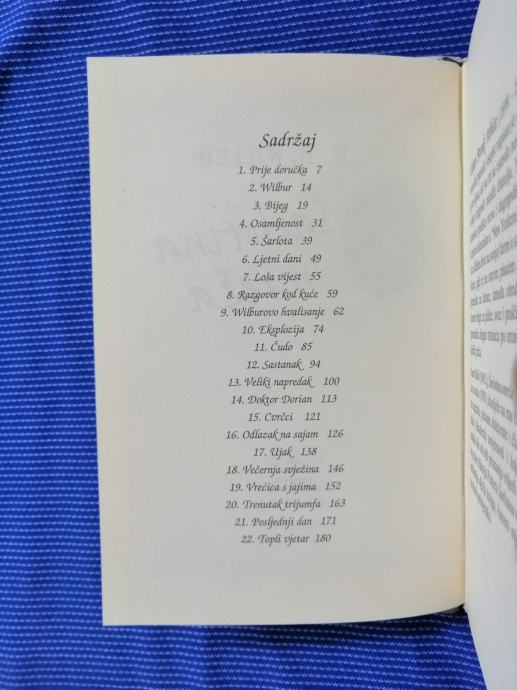 Sadržaj
1. Prije doručka 7
2. Wilbur 14
3. Bijeg 19
4. Osamljenost 31
5. Šarlota 39
6. Ljetni dani 49
7. Loša vijest 55
8. Razgovor kod kuće 59
9. Wilburovo hvalisanje 62
10. Eksplozija 74
11. Čudo 85
12. Sastanak 94
13. Veliki napredak 100
14. Doktor Dorian 113
15. Cvrčci 121
16. Odlazak na sajam 126
17. Ujak 138
18. Večernja svježina 146
19. Vrećica s jajima 152
20. Trenutak trijumfa 163
21. Posljednji dan 171
22. Topli vjetar 180